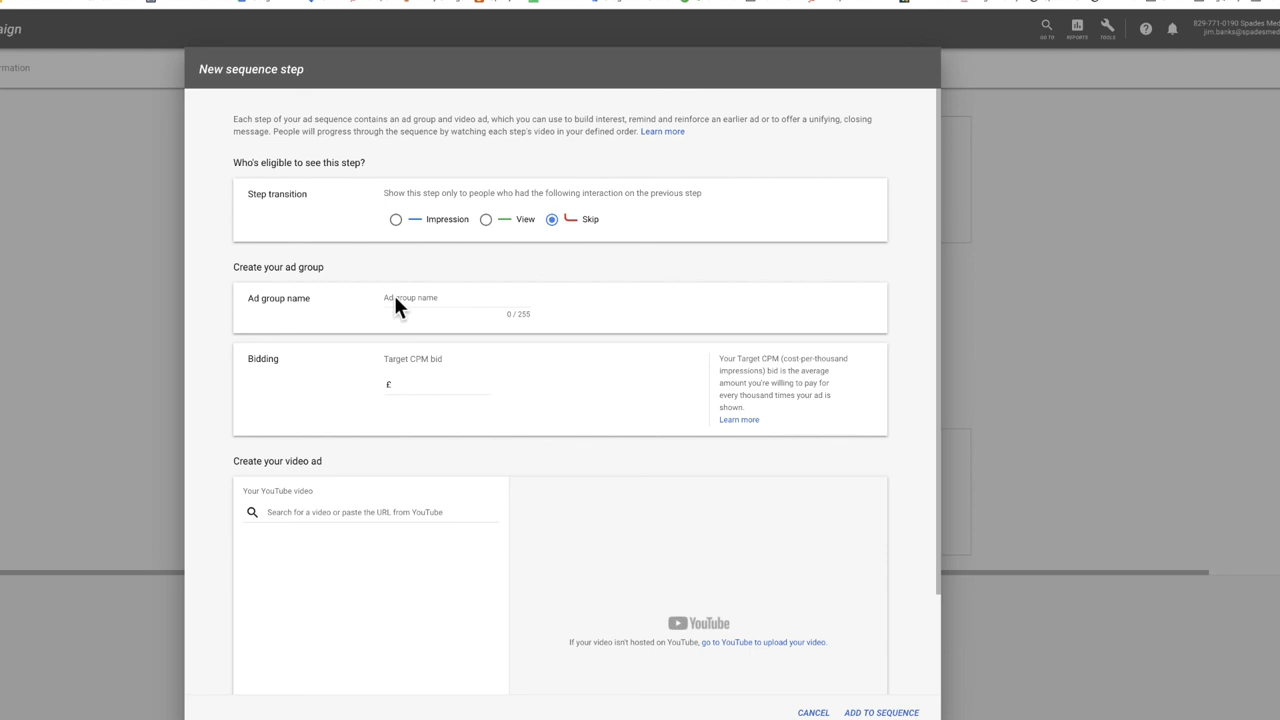 aign
GO TO
REPORTS
TOOLS
829-771-0190 Spades Med
jim.banks@spadesmed
rmation
New sequence step
Each step of your ad sequence contains an ad group and video ad, which you can use to build interest, remind and reinforce an earlier ad or to offer a unifying, closing
message. People will progress through the sequence by watching each step's video in your defined order. Learn more
Who's eligible to see this step?
Step transition
Show this step only to people who had the following interaction on the previous step
Impression
View
Skip
Create your ad group
Ad group name
Ad group name
0 / 255
Bidding
Target CPM bid
£
Your Target CPM (cost-per-thousand
impressions) bid is the average
amount you're willing to pay for
every thousand times your ad is
shown.
Learn more
Create your video ad
Your YouTube video
Search for a video or paste the URL from YouTube
YouTube
If your video isn't hosted on YouTube, go to YouTube to upload your video.
CANCEL
ADD TO SEQUENCE